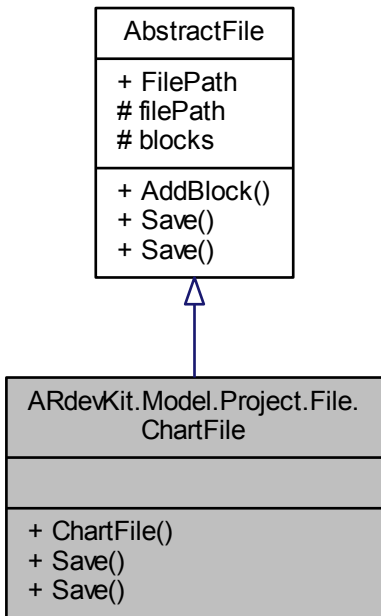 AbstractFile
+ FilePath
# filePath
# blocks
+ AddBlock()
+ Save()
+ Save()
ARdevKit.Model.Project.File.
ChartFile
+ ChartFile()
+ Save()
+ Save()